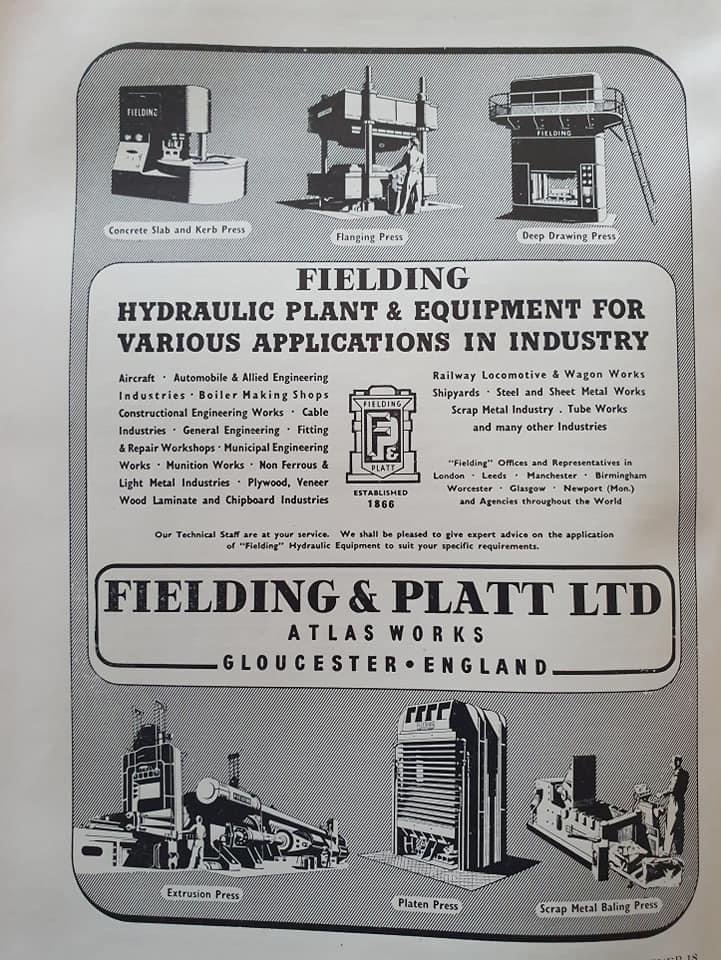 FIELDING
FIELDING
Concrete Slab and Kerb Press
Flanging Press
Deep Drawing Press
FIELDING
HYDRAULIC PLANT & EQUIPMENT FOR
VARIOUS APPLICATIONS IN INDUSTRY
Aircraft · Automobile & Allied Engineering
Industries · Boiler Making Shops
Constructional Engineering Works · Cable
Industries · General Engineering · Fitting
& Repair Workshops · Municipal Engineering
Works · Munition Works · Non Ferrous &
Light Metal Industries · Plywood, Veneer
Wood Laminate and Chipboard Industries
FIELDING
F P &
PLATT
ESTABLISHED
1866
Railway Locomotive & Wagon Works
Shipyards · Steel and Sheet Metal Works
Scrap Metal Industry . Tube Works
and many other Industries
"Fielding" Offices and Representatives in
London · Leeds · Manchester · Birmingham
Worcester · Glasgow · Newport (Mon.)
and Agencies throughout the World
Our Technical Staff are at your service. We shall be pleased to give expert advice on the application
of "Fielding" Hydraulic Equipment to suit your specific requirements.
FIELDING & PLATT LTD
ATLAS WORKS
GLOUCESTER • ENGLAND
FIELDING
FIELDING
Extrusion Press
Platen Press
Scrap Metal Baling Press